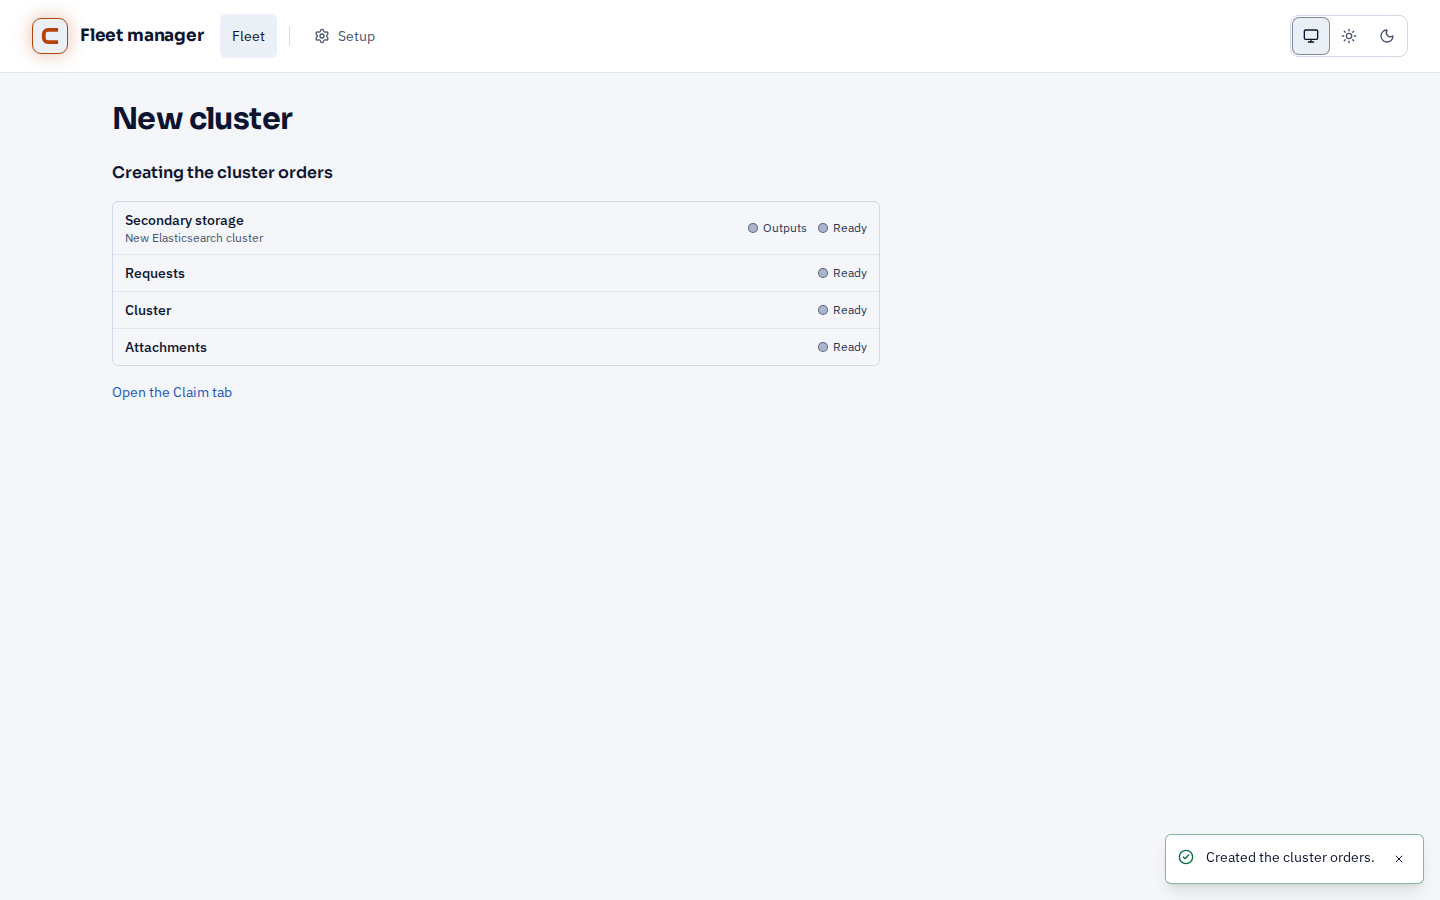 Fleet manager
Fleet
Setup
New cluster
Creating the cluster orders
Secondary storage
New Elasticsearch cluster
Outputs
Ready
Requests
Ready
Cluster
Ready
Attachments
Ready
Open the Claim tab
Created the cluster orders.